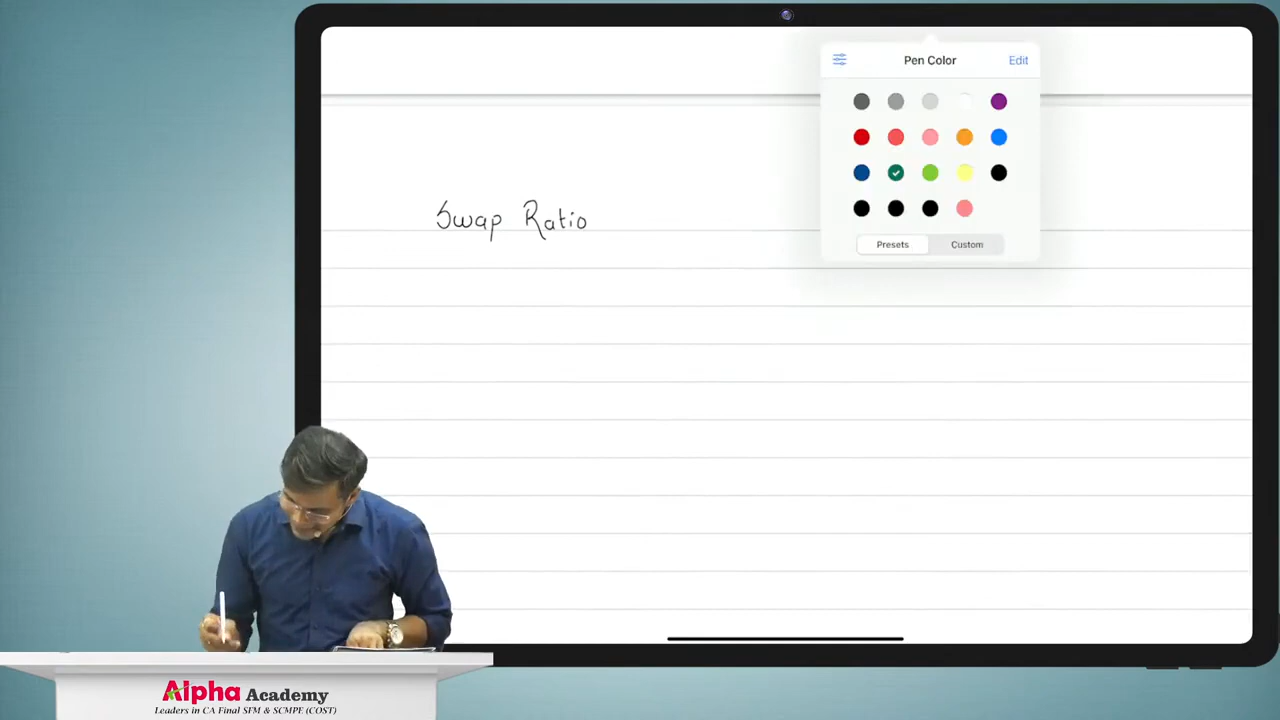 Pen Color
Edit
Swap Ratio
Presets
Custom
Alpha Academy
Leaders in CA Final SFM & SCMPE (COST)